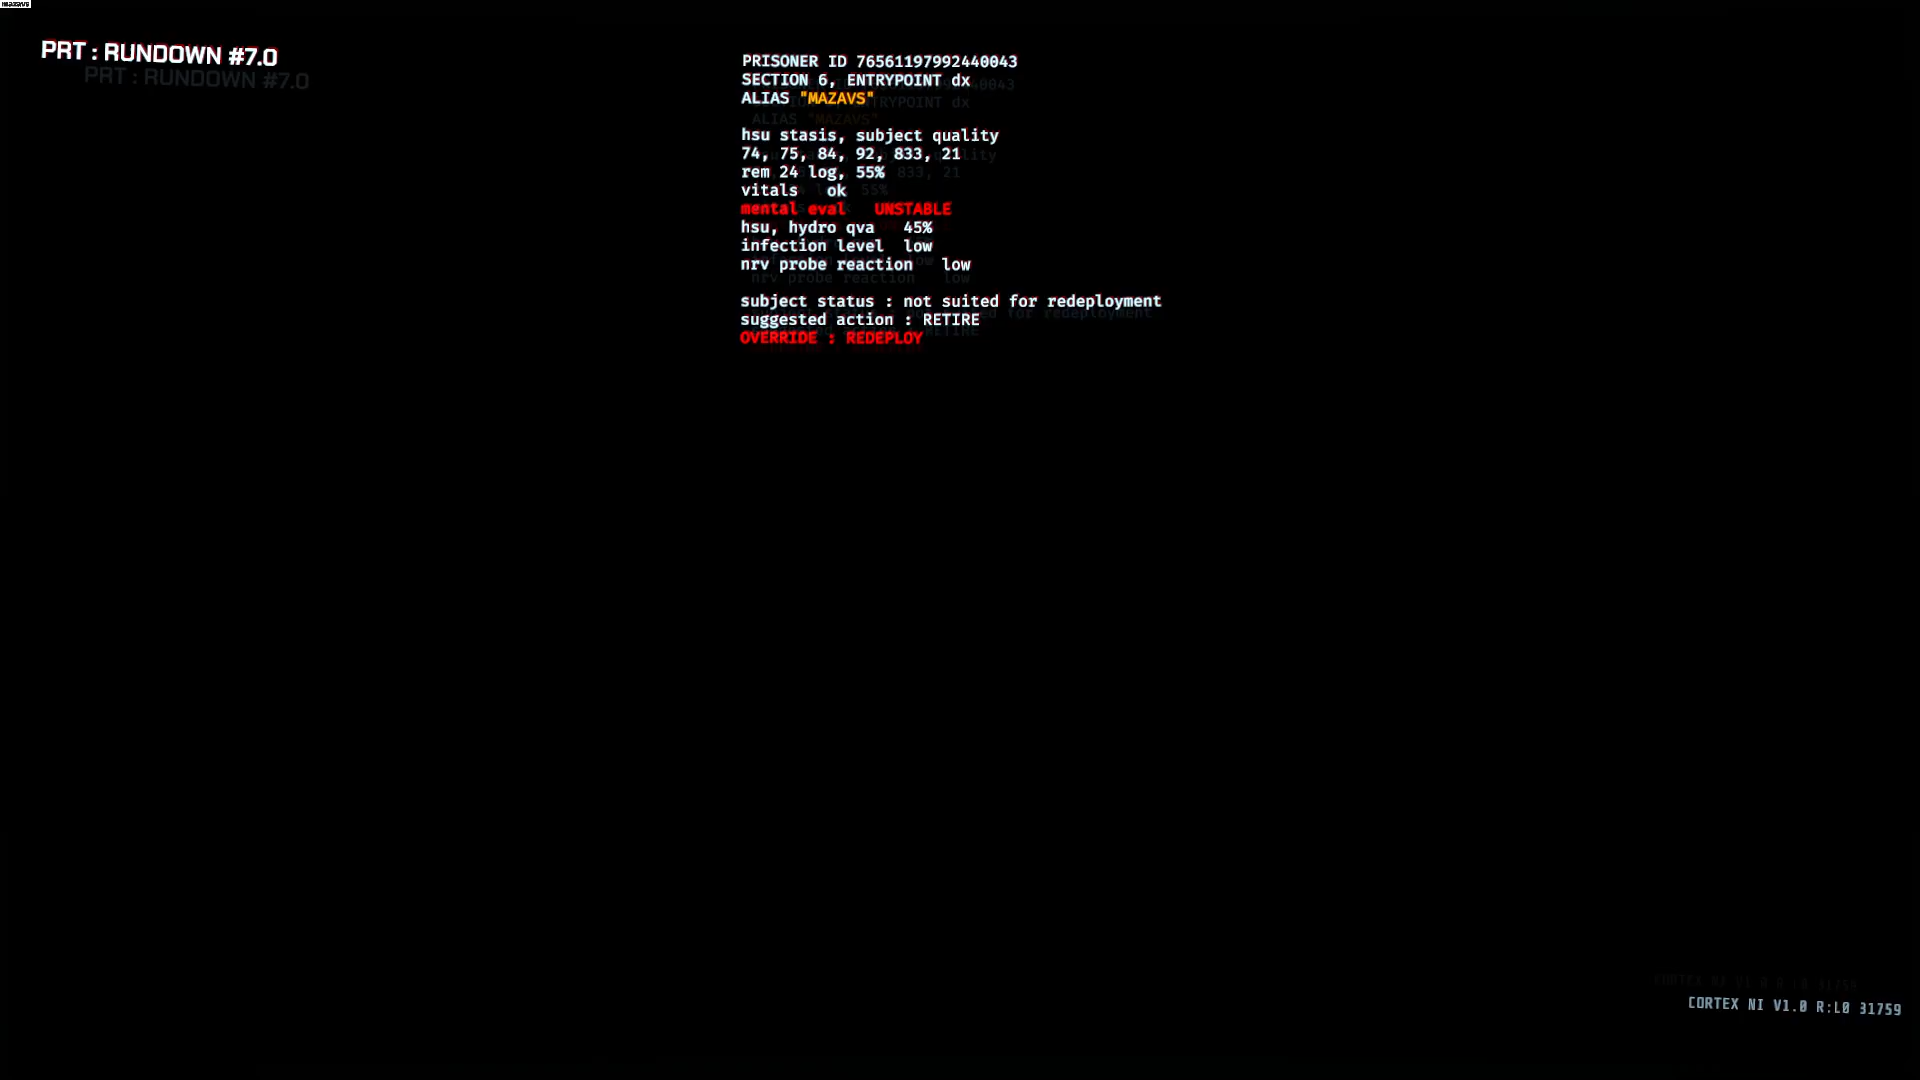 MAZAVS
PRT : RUNDOWN #7.0
PRISONER ID 76561197992440043
SECTION 6, ENTRYPOINT dx
ALIAS "MAZAVS"
hsu stasis, subject quality
74, 75, 84, 92, 833, 21
rem 24 log, 55%
vitals ok
mental eval UNSTABLE
hsu, hydro qva 45%
infection level low
nrv probe reaction low
subject status : not suited for redeployment
suggested action : RETIRE
OVERRIDE : REDEPLOY
CORTEX NI V1.0 R:L0 31759